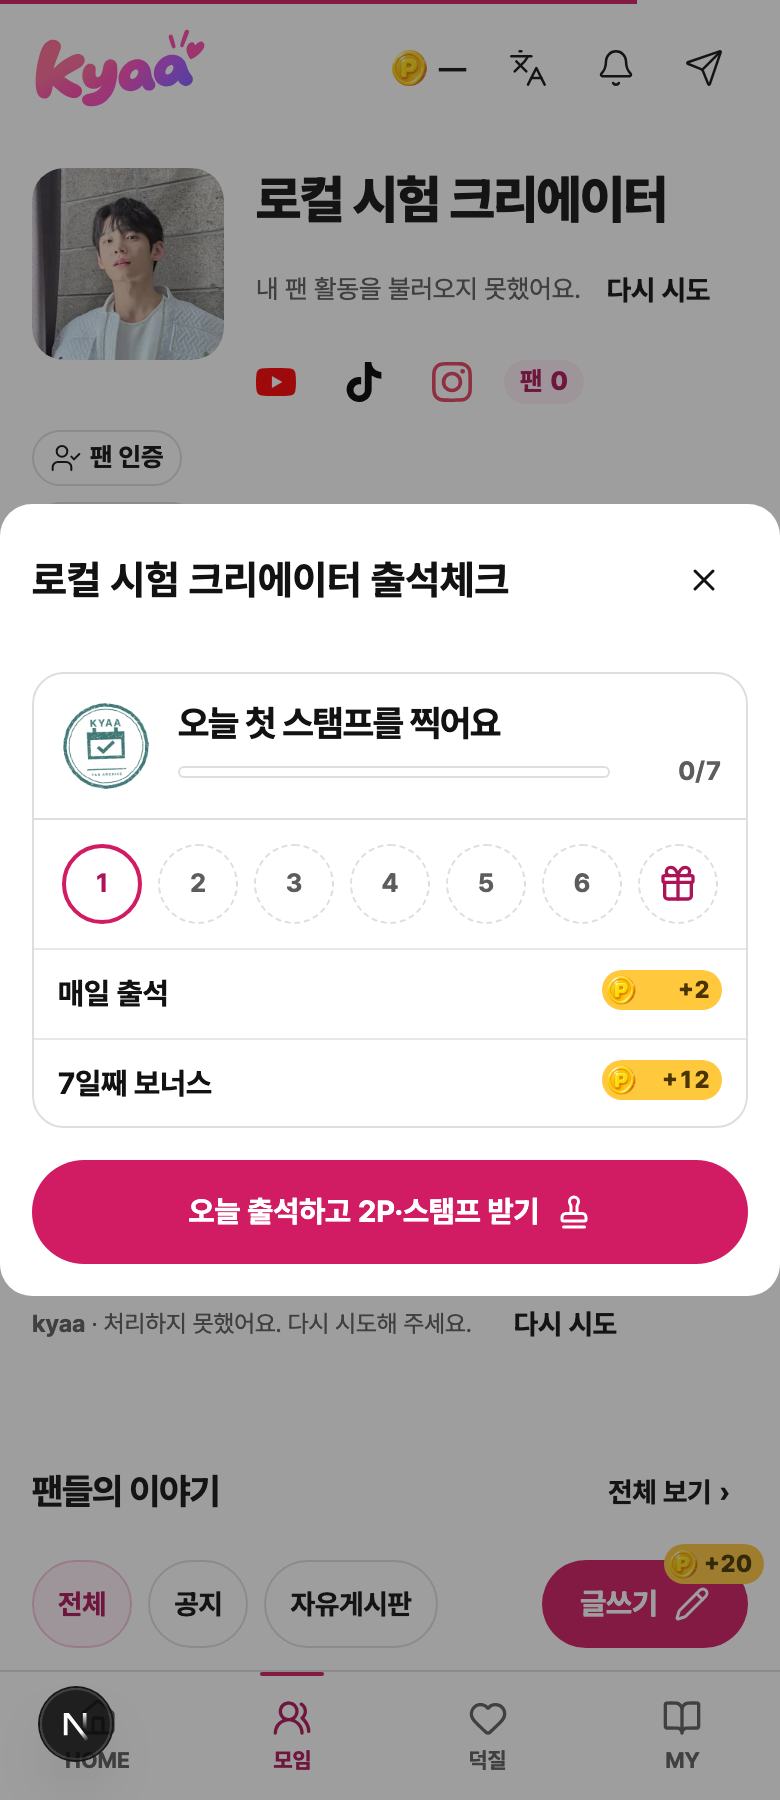 kyaa
P —
로컬 시험 크리에이터
내 팬 활동을 불러오지 못했어요. 다시 시도
팬 0
팬 인증
로컬 시험 크리에이터 출석체크
KYAA
오늘 첫 스탬프를 찍어요
0/7
1 2 3 4 5 6
매일 출석 P +2
7일째 보너스 P +12
오늘 출석하고 2P·스탬프 받기
kyaa · 처리하지 못했어요. 다시 시도해 주세요. 다시 시도
팬들의 이야기 전체 보기 ›
P +20
전체 공지 자유게시판 글쓰기
N
HOME 모임 덕질 MY